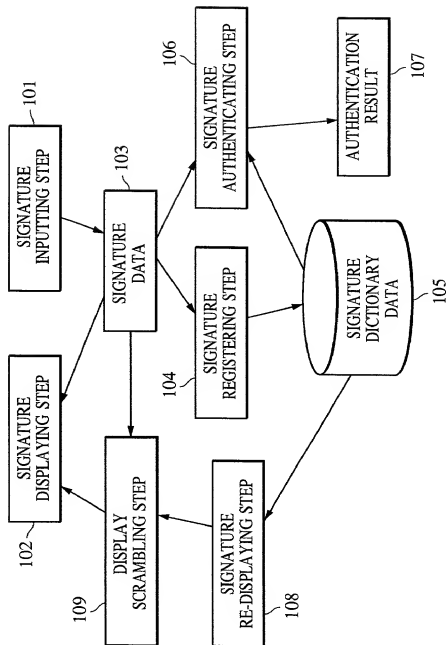 101
SIGNATURE
INPUTTING STEP
SIGNATURE
DISPLAYING STEP
102
103
SIGNATURE
DATA
106
SIGNATURE
AUTHENTICATING STEP
SIGNATURE
REGISTERING STEP
104
DISPLAY
SCRAMBLING STEP
109
AUTHENTICATION
RESULT
107
SIGNATURE
DICTIONARY
DATA
105
SIGNATURE
RE-DISPLAYING STEP
108